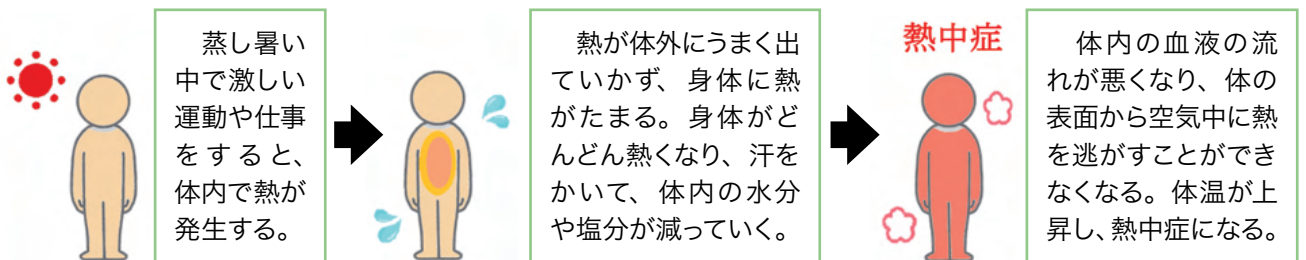 蒸し暑い
中で激しい
運動や仕事
をすると、
体内で熱が
発生する。
熱が体外にうまく出
ていかず、身体に熱
がたまる。身体がど
んどん熱くなり、汗を
かいて、体内の水分
や塩分が減っていく。
熱中症
体内の血液の流
れが悪くなり、体の
表面から空気中に熱
を逃がすことができ
なくなる。体温が上
昇し、熱中症になる。